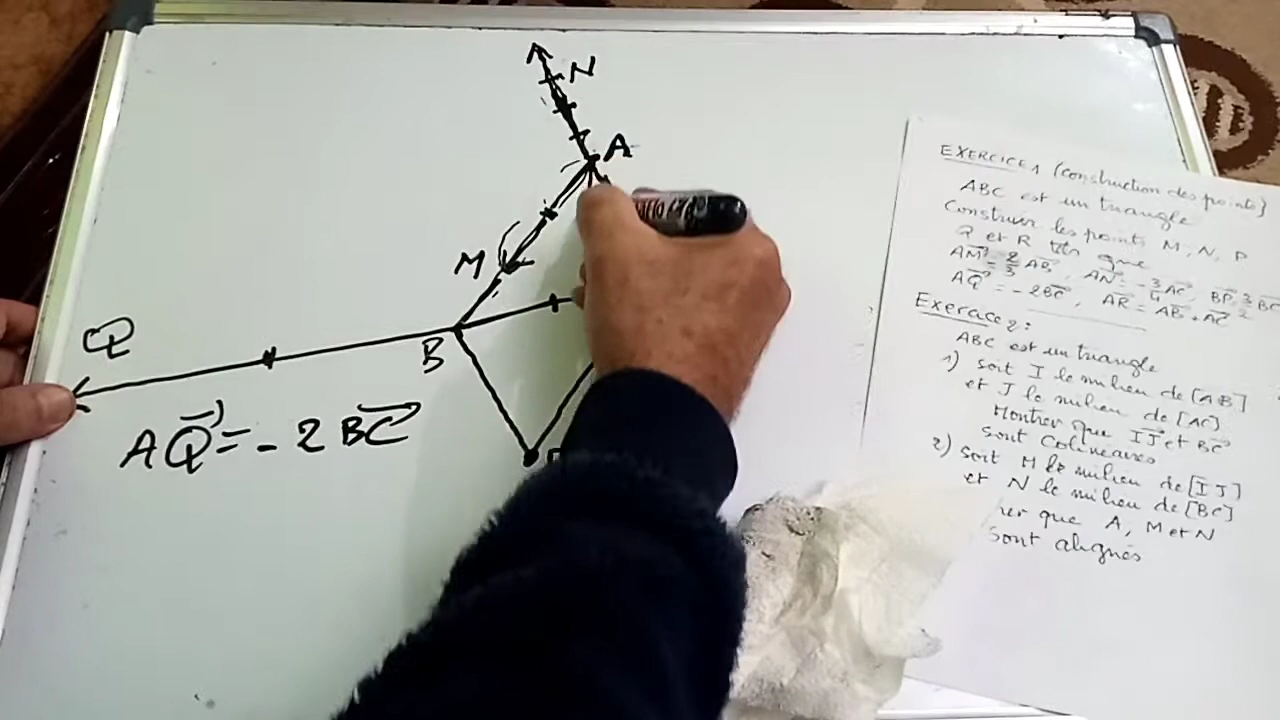 N
A
M
B
Q
AQ⃗ = - 2 BC⃗
EXERCICE 1 (construction des points)
ABC est un triangle
Construire les points M, N, P
Q et R tels que
AM⃗ = 2/3 AB⃗, AN⃗ = -3/4 AC⃗, BP⃗ = 3/2 BC⃗
AQ⃗ = - 2BC⃗, AR⃗ = AB⃗ + AC⃗
Exercice 2:
ABC est un triangle
1) soit I le milieu de [AB]
et J le milieu de [AC]
Montrer que IJ⃗ et BC⃗
sont Colineaires
2) soit M le milieu de [IJ]
et N le milieu de [BC]
que A, M et N
sont alignés